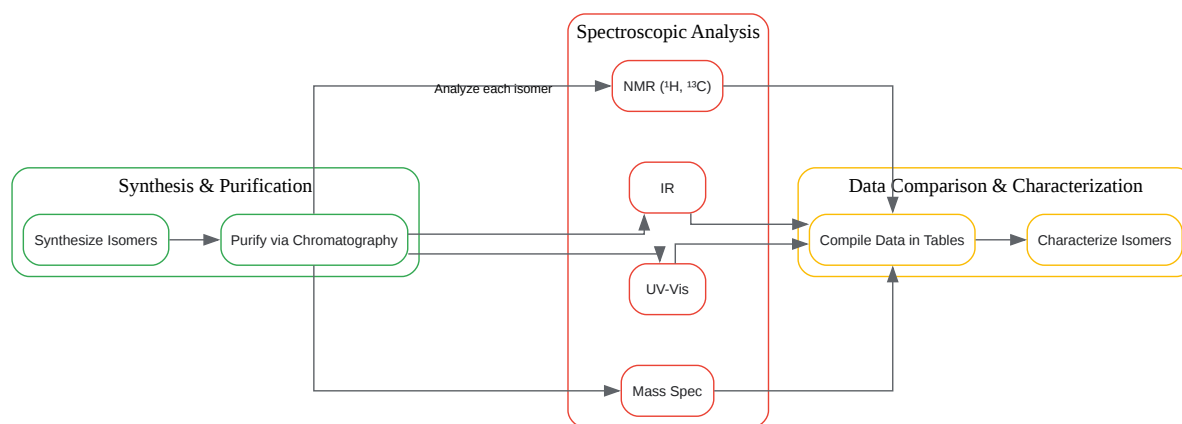 Spectroscopic Analysis
NMR (¹H, ¹³C)
Analyze each isomer
Synthesis & Purification
IR
Data Comparison & Characterization
Synthesize Isomers
Purify via Chromatography
Compile Data in Tables
Characterize Isomers
UV-Vis
Mass Spec